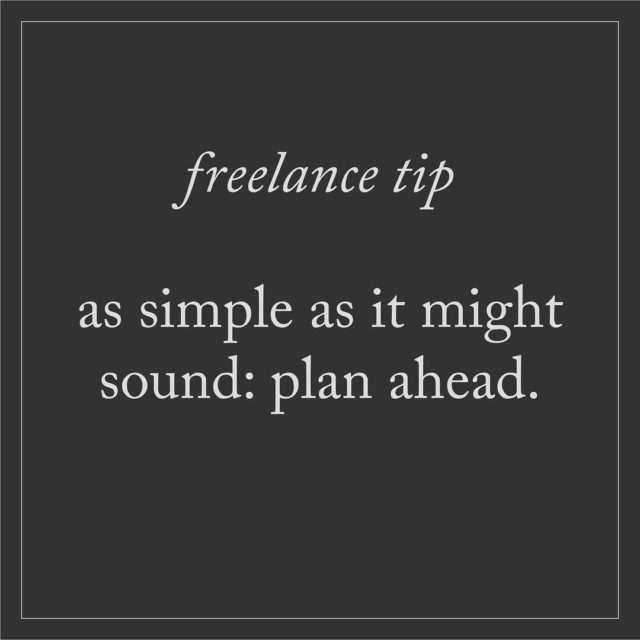 freelance tip
as simple as it might
sound: plan ahead.